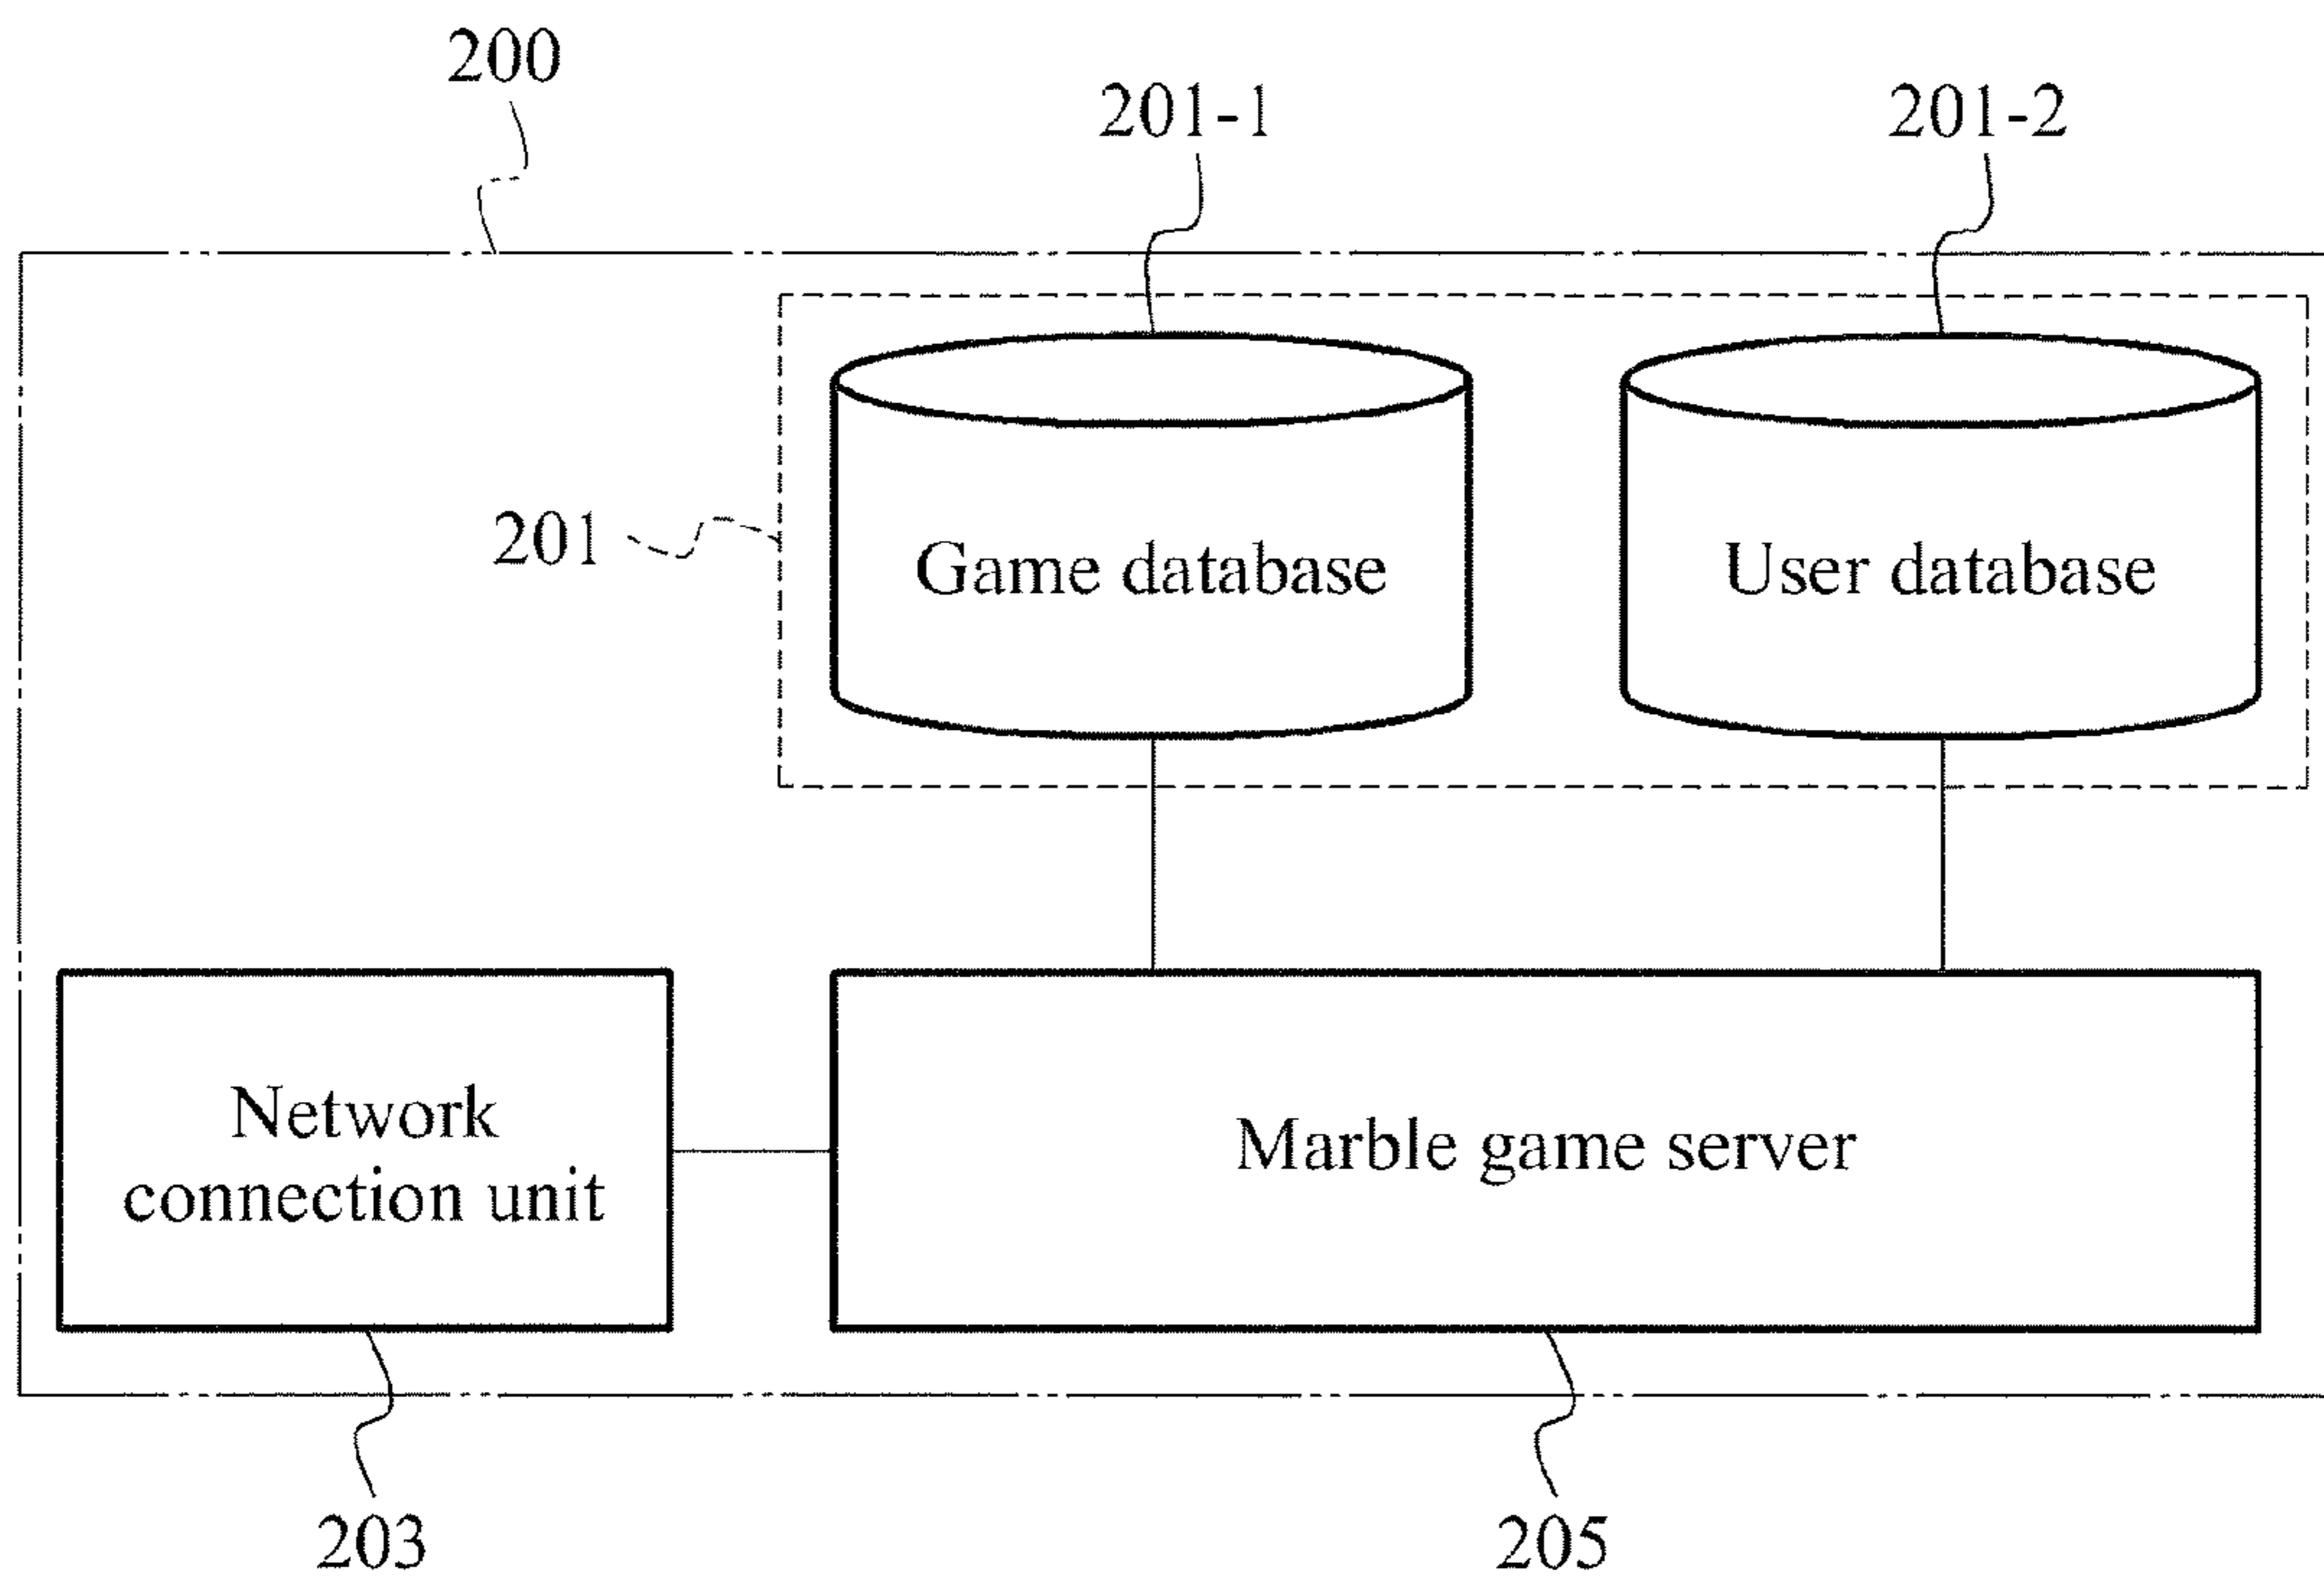 200
201-1
201-2
201
Game database
User database
Network
connection unit
Marble game server
203
205